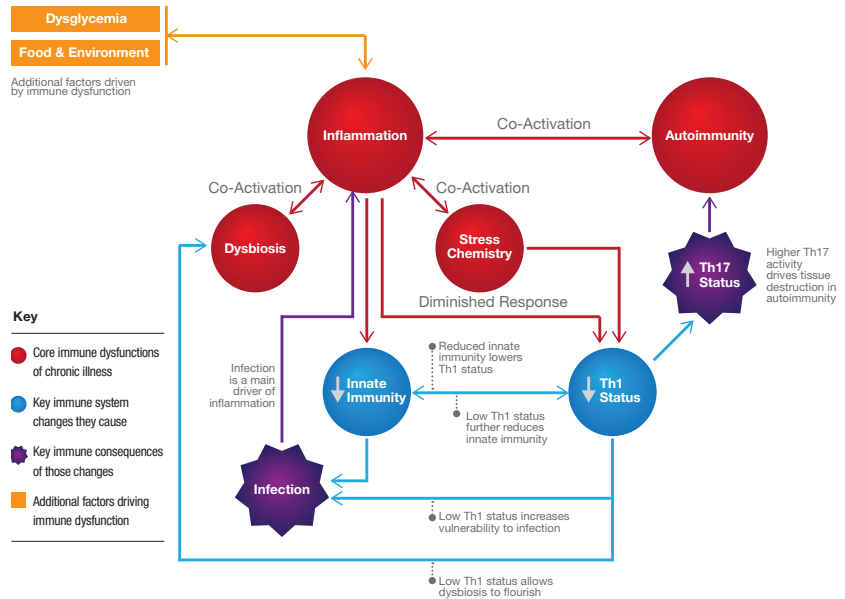 Dysglycemia
Food & Environment
Additional factors driven
by immune dysfunction
Inflammation
Co-Activation
Autoimmunity
Co-Activation
Co-Activation
Dysbiosis
Stress
Chemistry
Th17
Status
Higher Th17
activity
drives tissue
destruction in
autoimmunity
Diminished Response
Key
Core immune dysfunctions
of chronic illness
Key immune system
changes they cause
Key immune consequences
of those changes
Additional factors driving
immune dysfunction
Infection
is a main
driver of
inflammation
Innate
Immunity
Reduced innate
immunity lowers
Th1 status
Low Th1 status
further reduces
innate immunity
Th1
Status
Infection
Low Th1 status increases
vulnerability to infection
Low Th1 status allows
dysbiosis to flourish